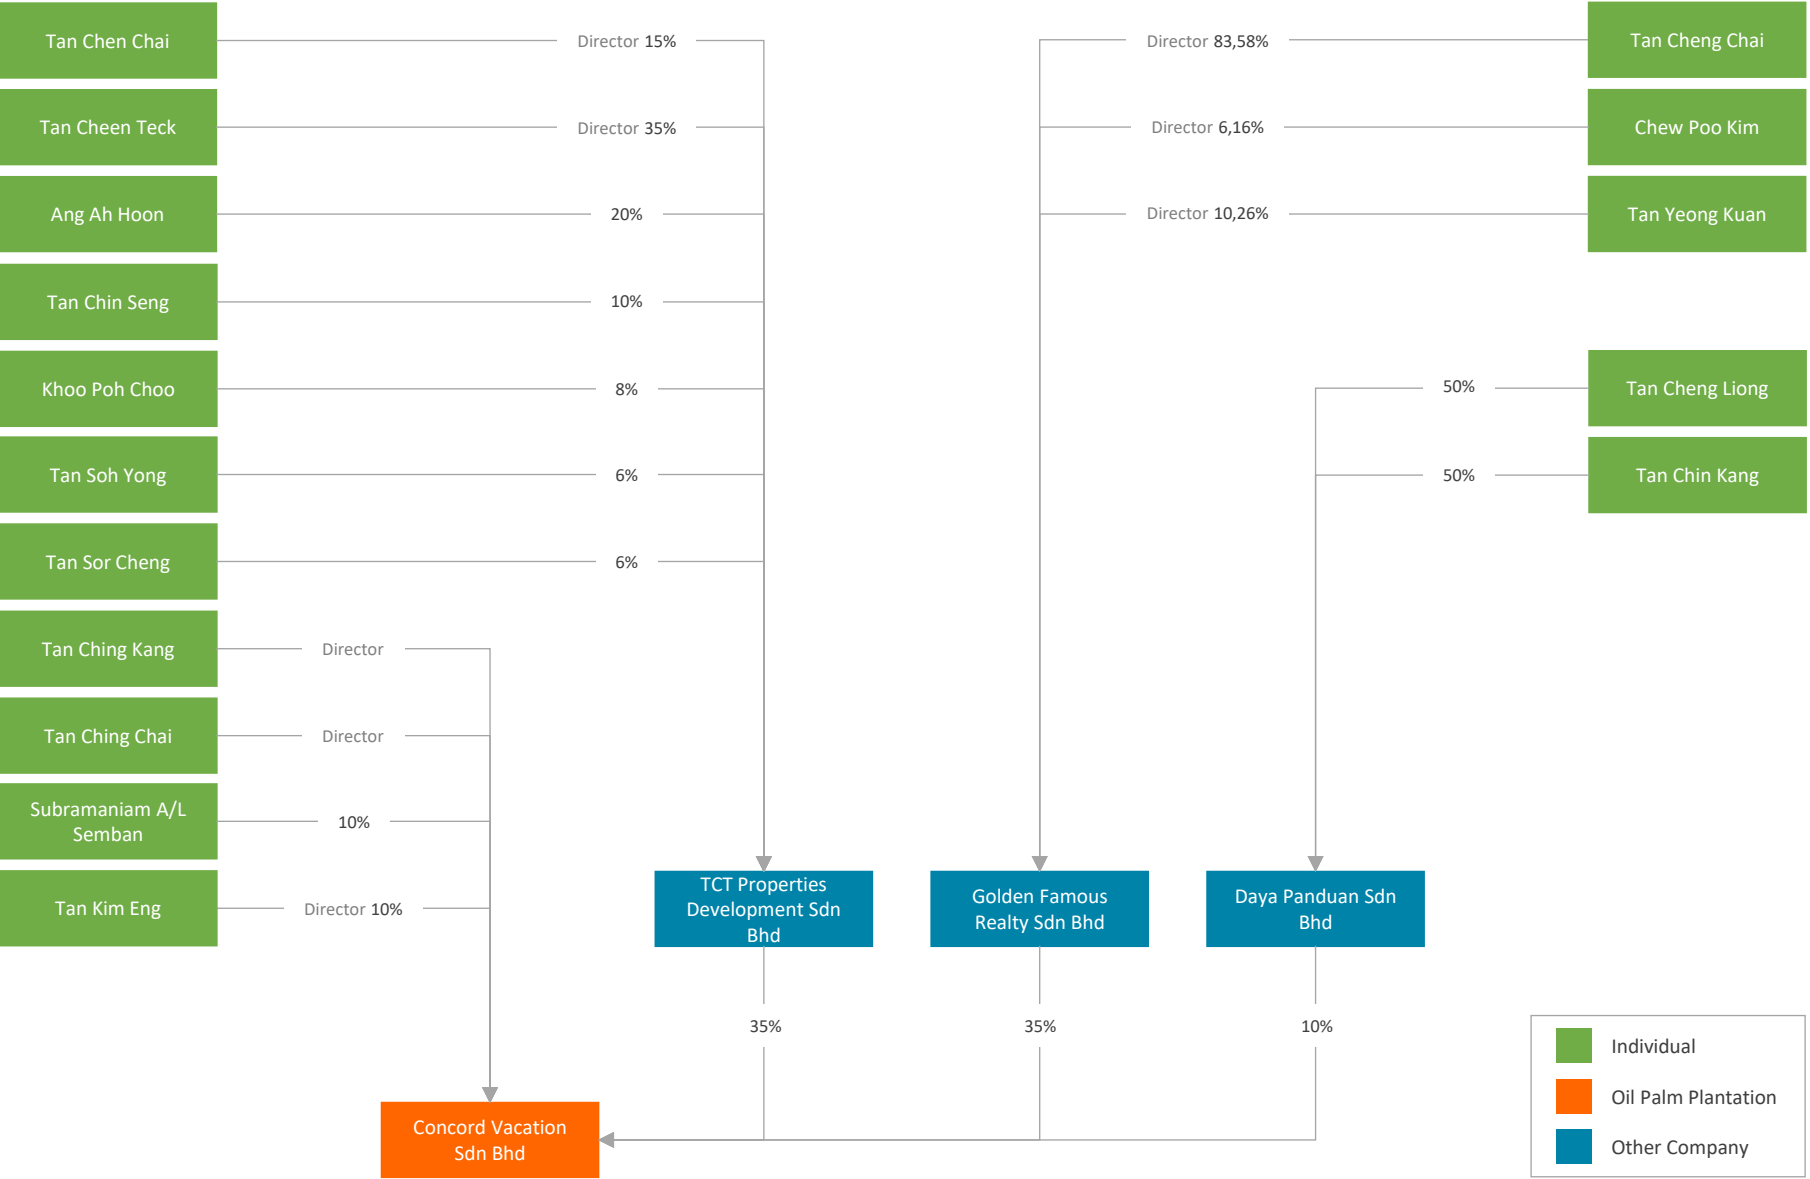 Tan Chen Chai
Director 15%
Director 83,58%
Tan Cheng Chai
Tan Cheen Teck
Director 35%
Director 6,16%
Chew Poo Kim
Ang Ah Hoon
20%
Director 10,26%
Tan Yeong Kuan
Tan Chin Seng
10%
Khoo Poh Choo
8%
50%
Tan Cheng Liong
Tan Soh Yong
6%
50%
Tan Chin Kang
Tan Sor Cheng
6%
Tan Ching Kang
Director
Tan Ching Chai
Director
Subramaniam A/L
Semban
10%
Tan Kim Eng
Director 10%
TCT Properties
Development Sdn
Bhd
Golden Famous
Realty Sdn Bhd
Daya Panduan Sdn
Bhd
35%
35%
10%
Concord Vacation
Sdn Bhd
Individual
Oil Palm Plantation
Other Company